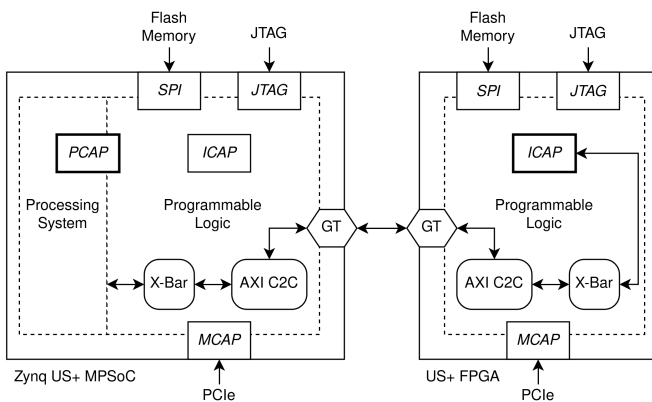 Flash
Memory
JTAG
Flash
Memory
JTAG
SPI
JTAG
SPI
JTAG
PCAP
ICAP
ICAP
Processing
System
Programmable
Logic
Programmable
Logic
GT
GT
X-Bar
AXI C2C
AXI C2C
X-Bar
MCAP
MCAP
Zynq US+ MPSoC
US+ FPGA
PCIe
PCIe